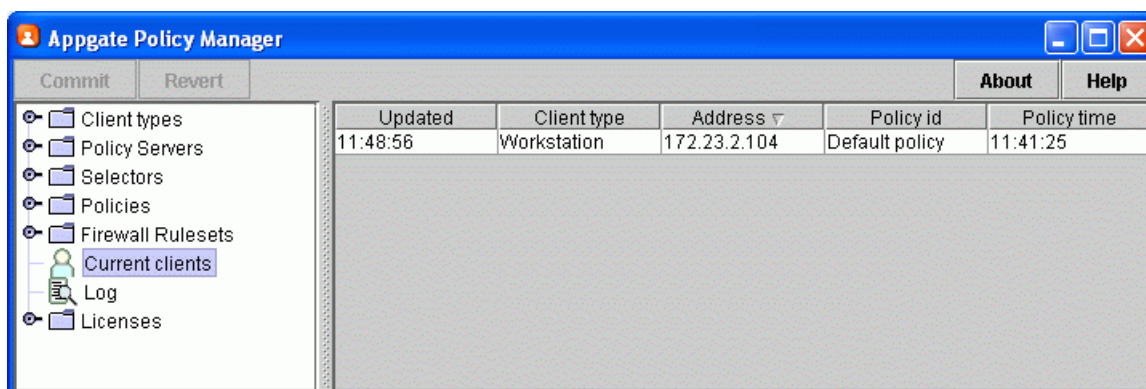 Appgate Policy Manager
Commit Revert About Help
Client types
Policy Servers
Selectors
Policies
Firewall Rulesets
Current clients
Log
Licenses
Updated Client type Address Policy id Policy time
11:48:56 Workstation 172.23.2.104 Default policy 11:41:25